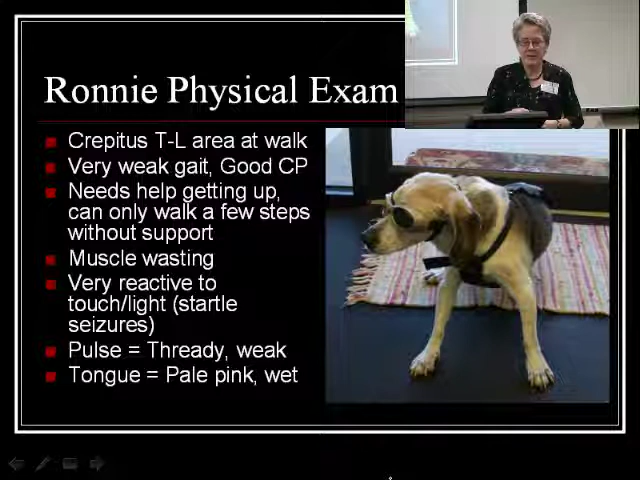 Ronnie Physical Exam
Crepitus T-L area at walk
Very weak gait, Good CP
Needs help getting up,
can only walk a few steps
without support
Muscle wasting
Very reactive to
touch/light (startle
seizures)
Pulse = Thready, weak
Tongue = Pale pink, wet